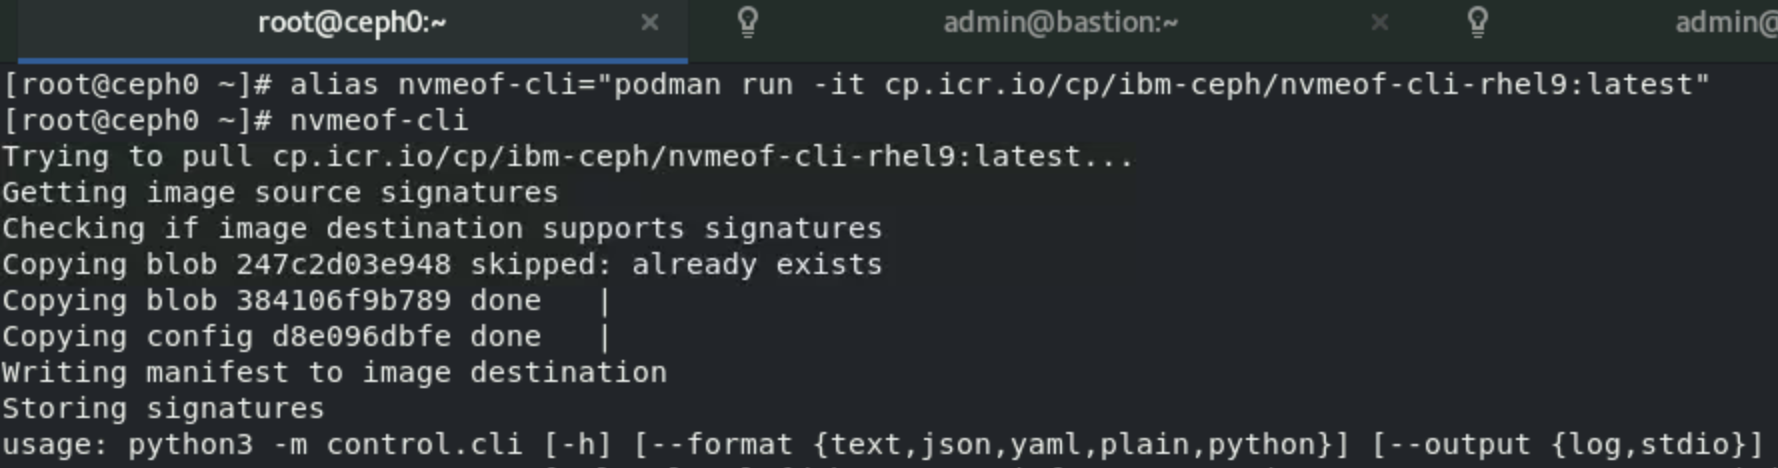 root@ceph0:~ × admin@bastion:~ × admin@
[root@ceph0 ~]# alias nvmeof-cli="podman run -it cp.icr.io/cp/ibm-ceph/nvmeof-cli-rhel9:latest"
[root@ceph0 ~]# nvmeof-cli
Trying to pull cp.icr.io/cp/ibm-ceph/nvmeof-cli-rhel9:latest...
Getting image source signatures
Checking if image destination supports signatures
Copying blob 247c2d03e948 skipped: already exists
Copying blob 384106f9b789 done   |
Copying config d8e096dbfe done   |
Writing manifest to image destination
Storing signatures
usage: python3 -m control.cli [-h] [--format {text,json,yaml,plain,python}] [--output {log,stdio}]